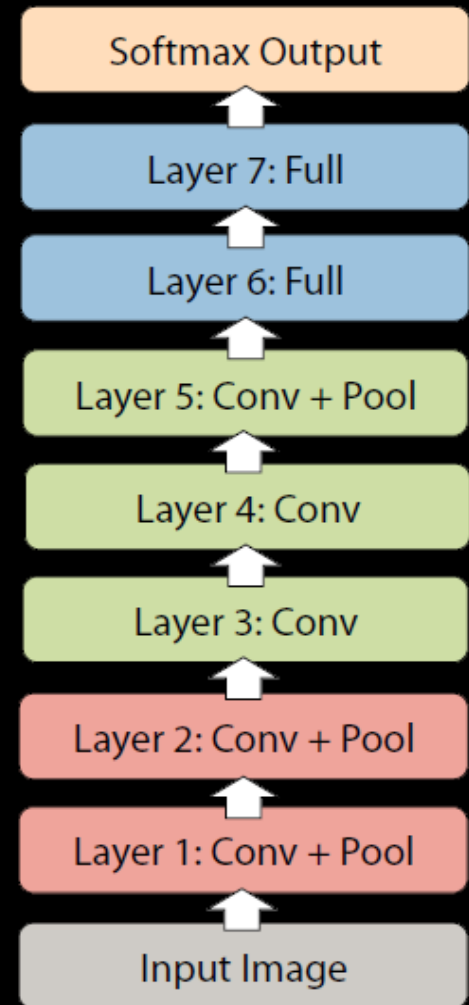 Softmax Output
Layer 7: Full
Layer 6: Full
Layer 5: Conv + Pool
Layer 4: Conv
Layer 3: Conv
Layer 2: Conv + Pool
Layer 1: Conv + Pool
Input Image